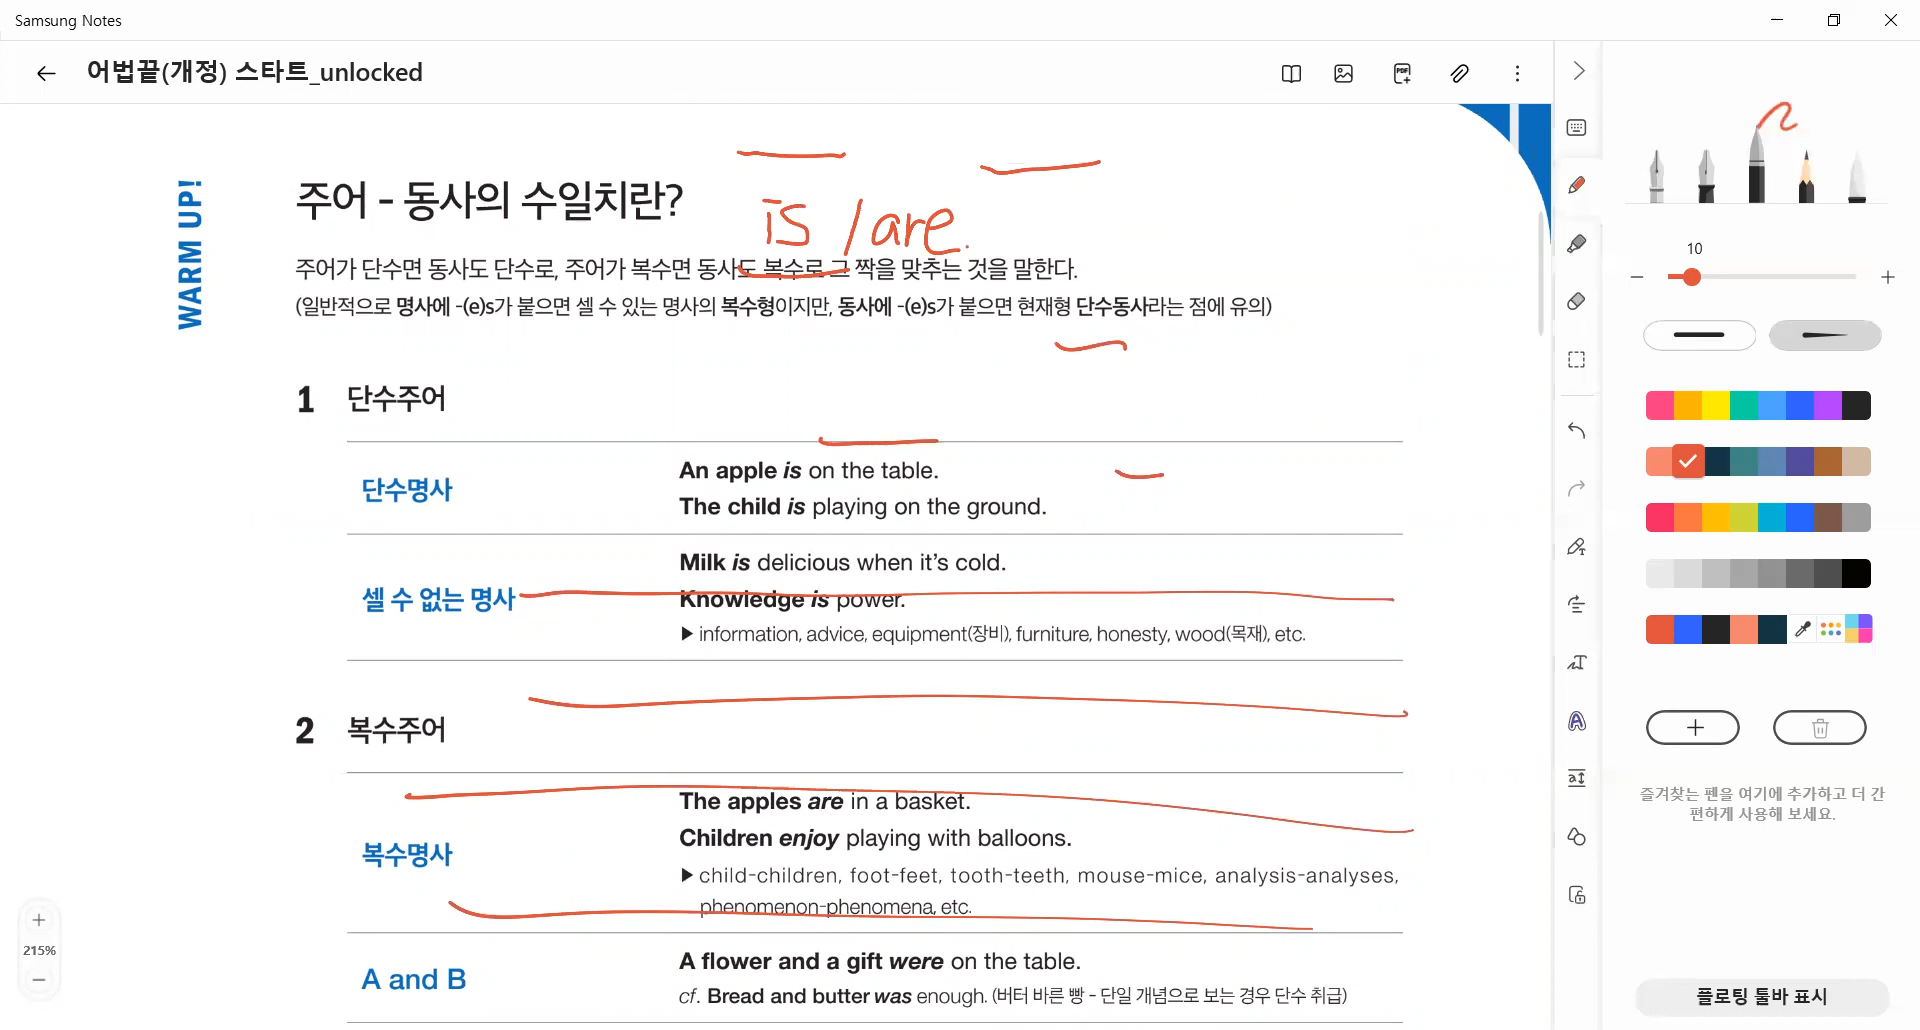 Samsung Notes
어법끝(개정) 스타트_unlocked
WARM UP!
주어 - 동사의 수일치란?
is / are.
주어가 단수면 동사도 단수로, 주어가 복수면 동사도 복수로 그 짝을 맞추는 것을 말한다.
(일반적으로 명사에 -(e)s가 붙으면 셀 수 있는 명사의 복수형이지만, 동사에 -(e)s가 붙으면 현재형 단수동사라는 점에 유의)
1 단수주어
단수명사
An apple is on the table.
The child is playing on the ground.
셀 수 없는 명사
Milk is delicious when it's cold.
Knowledge is power.
▶ information, advice, equipment(장비), furniture, honesty, wood(목재), etc.
2 복수주어
복수명사
The apples are in a basket.
Children enjoy playing with balloons.
▶ child-children, foot-feet, tooth-teeth, mouse-mice, analysis-analyses,
phenomenon-phenomena, etc.
A and B
A flower and a gift were on the table.
cf. Bread and butter was enough. (버터 바른 빵 - 단일 개념으로 보는 경우 단수 취급)
215%
PDF
10
즐겨찾는 펜을 여기에 추가하고 더 간
편하게 사용해 보세요.
플로팅 툴바 표시